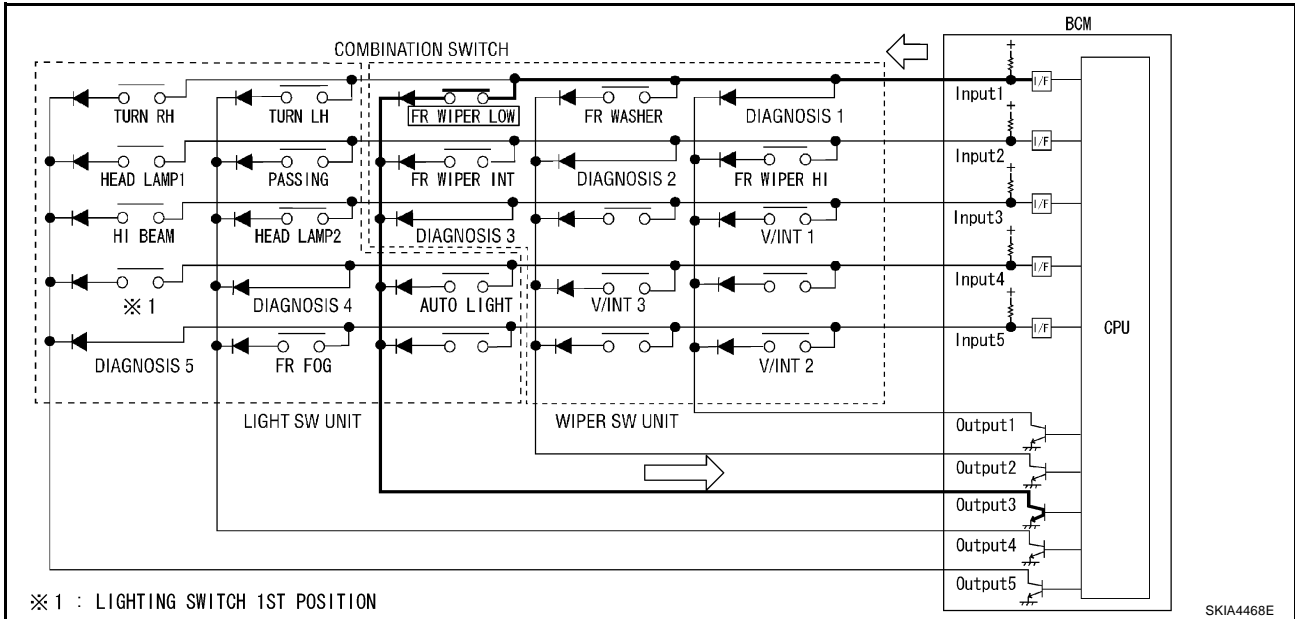 BCM
COMBINATION SWITCH
I/F
Input1
TURN RH
TURN LH
FR WIPER LOW
FR WASHER
DIAGNOSIS 1
I/F
Input2
HEAD LAMP1
PASSING
FR WIPER INT
DIAGNOSIS 2
FR WIPER HI
I/F
Input3
HI BEAM
HEAD LAMP2
DIAGNOSIS 3
V/INT 1
I/F
Input4
※ 1
DIAGNOSIS 4
AUTO LIGHT
V/INT 3
I/F
CPU
Input5
DIAGNOSIS 5
FR FOG
V/INT 2
LIGHT SW UNIT
WIPER SW UNIT
Output1
Output2
Output3
Output4
Output5
※ 1 : LIGHTING SWITCH 1ST POSITION
SKIA4468E